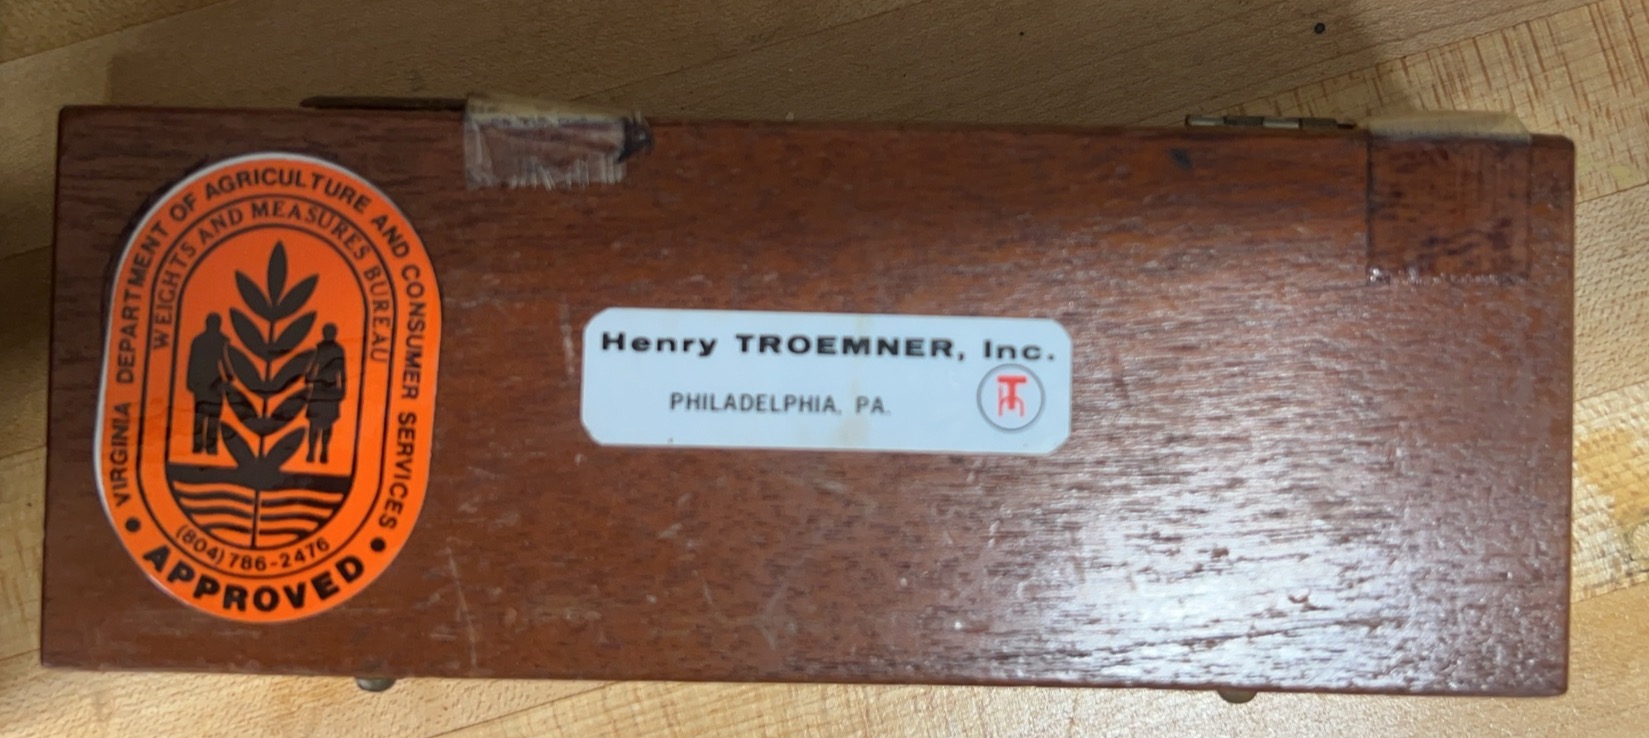 VIRGINIA DEPARTMENT OF AGRICULTURE AND CONSUMER SERVICES
WEIGHTS AND MEASURES BUREAU
(804) 786-2476
• APPROVED •
Henry TROEMNER, Inc.
PHILADELPHIA, PA.